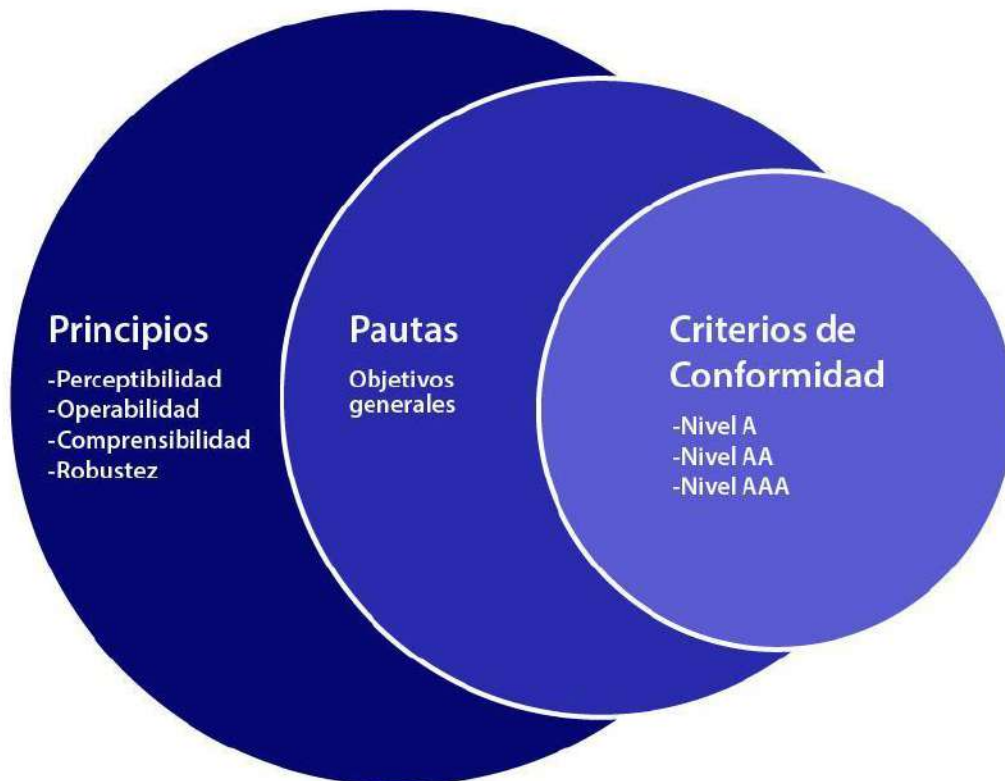 Principios
-Perceptibilidad
-Operabilidad
-Comprensibilidad
-Robustez
Pautas
Objetivos
generales
Criterios de
Conformidad
-Nivel A
-Nivel AA
-Nivel AAA